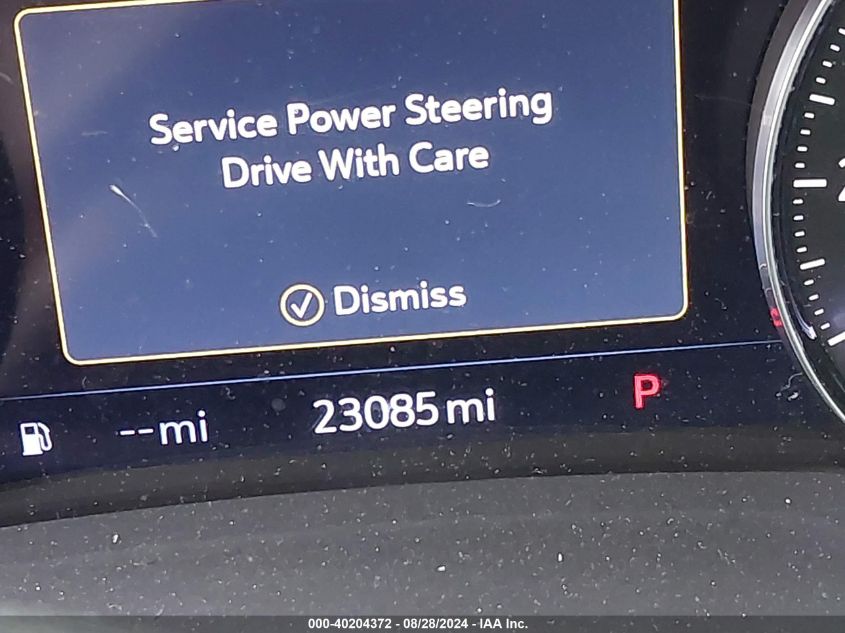 Service Power Steering
Drive With Care
Dismiss
--mi
23085 mi
P
000-40204372 - 08/28/2024 - IAA Inc.